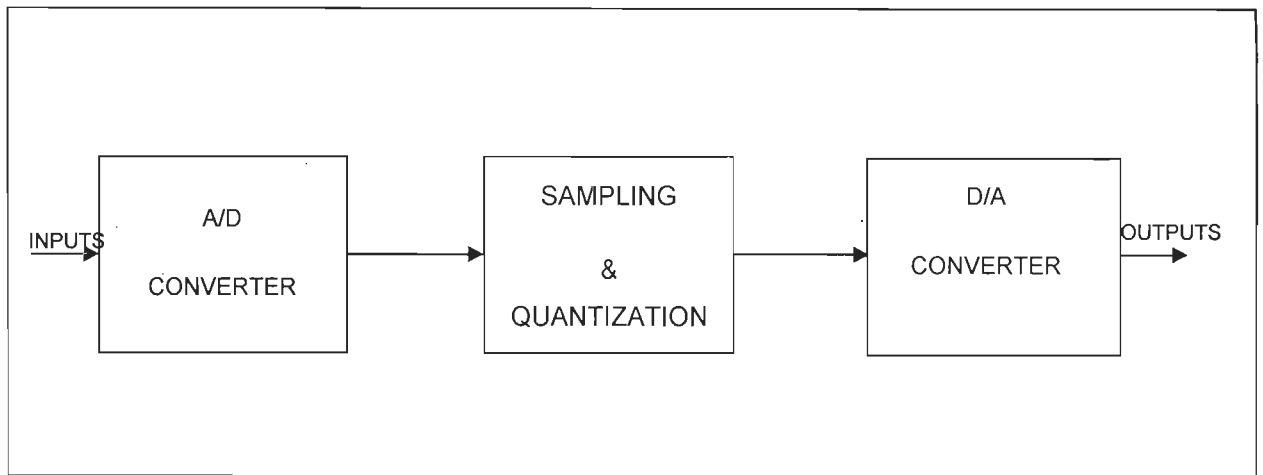 INPUTS
A/D
CONVERTER
SAMPLING
&
QUANTIZATION
D/A
CONVERTER
OUTPUTS